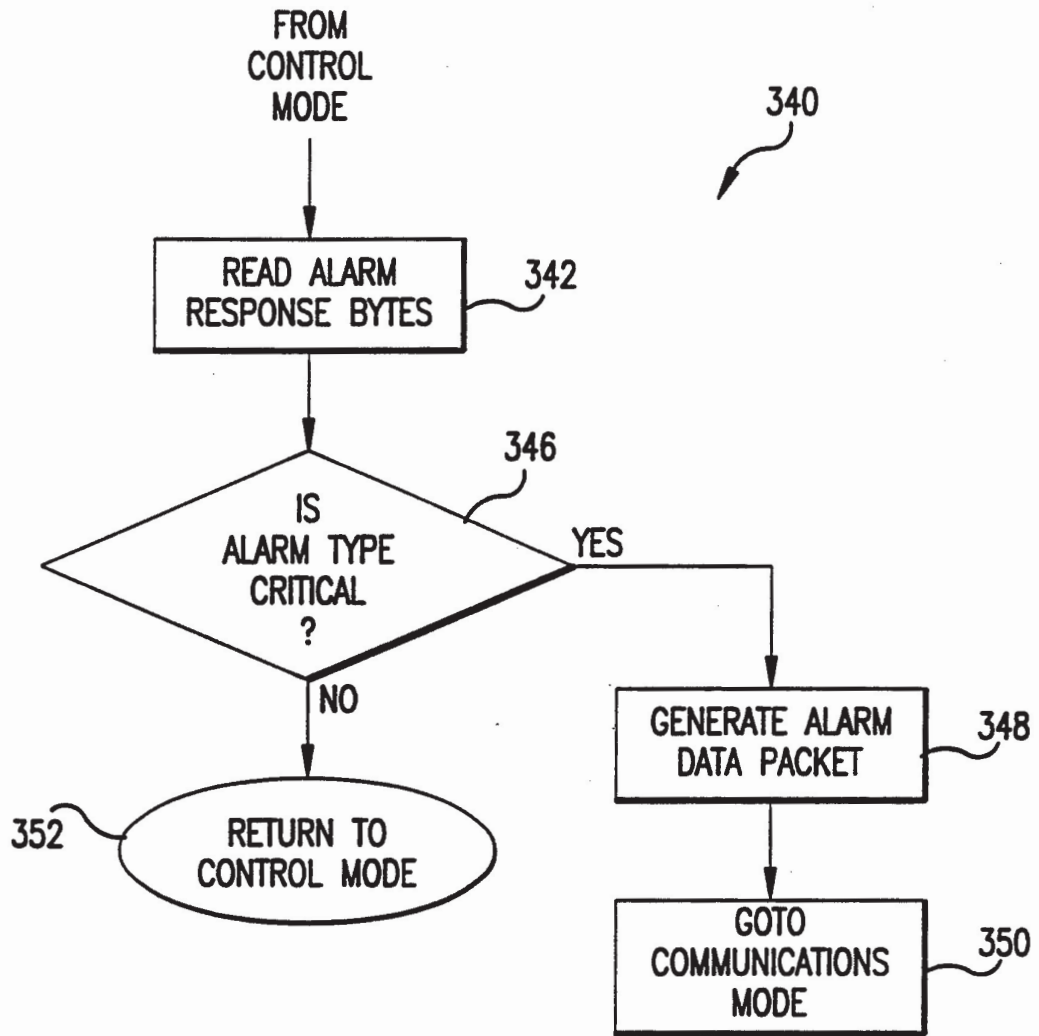 FROM
CONTROL
MODE
340
READ ALARM
RESPONSE BYTES
342
346
IS
ALARM TYPE
CRITICAL
?
YES
NO
GENERATE ALARM
DATA PACKET
348
352
RETURN TO
CONTROL MODE
GOTO
COMMUNICATIONS
MODE
350